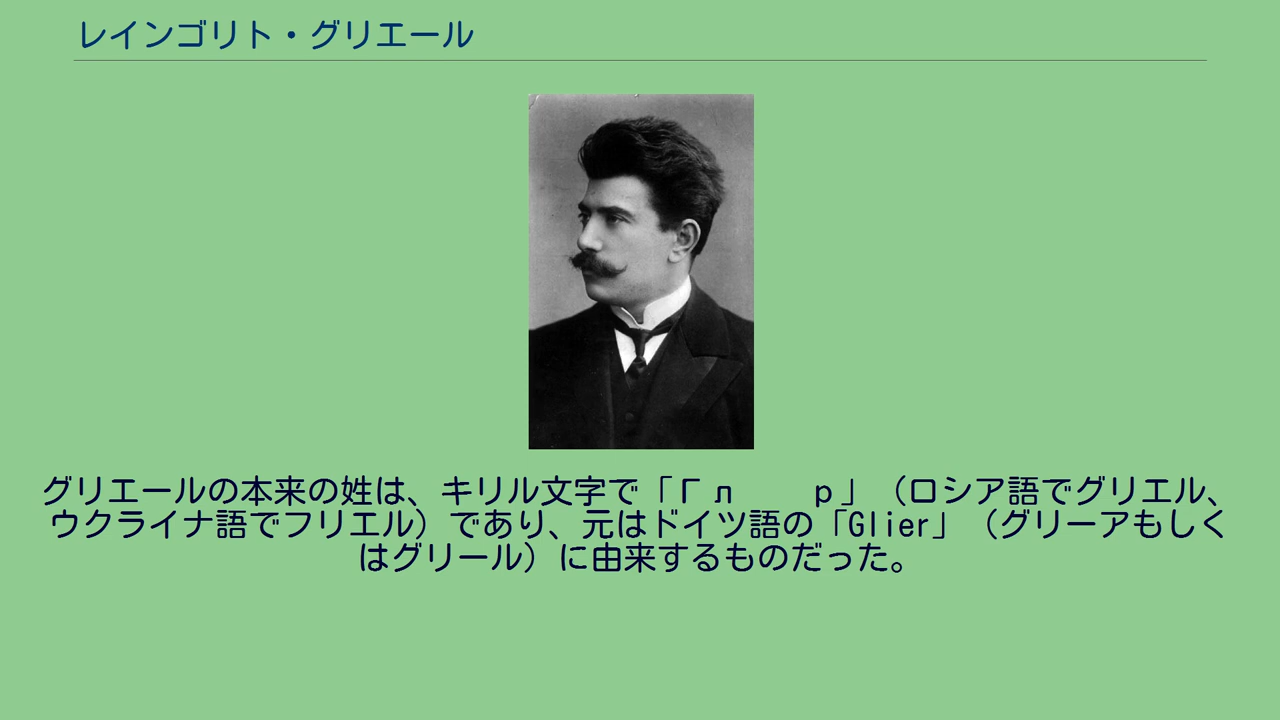 レインゴリト・グリエール
グリエールの本来の姓は、キリル文字で「Гл　　р」（ロシア語でグリエル、
ウクライナ語でフリエル）であり、元はドイツ語の「Glier」（グリーアもしく
はグリール）に由来するものだった。